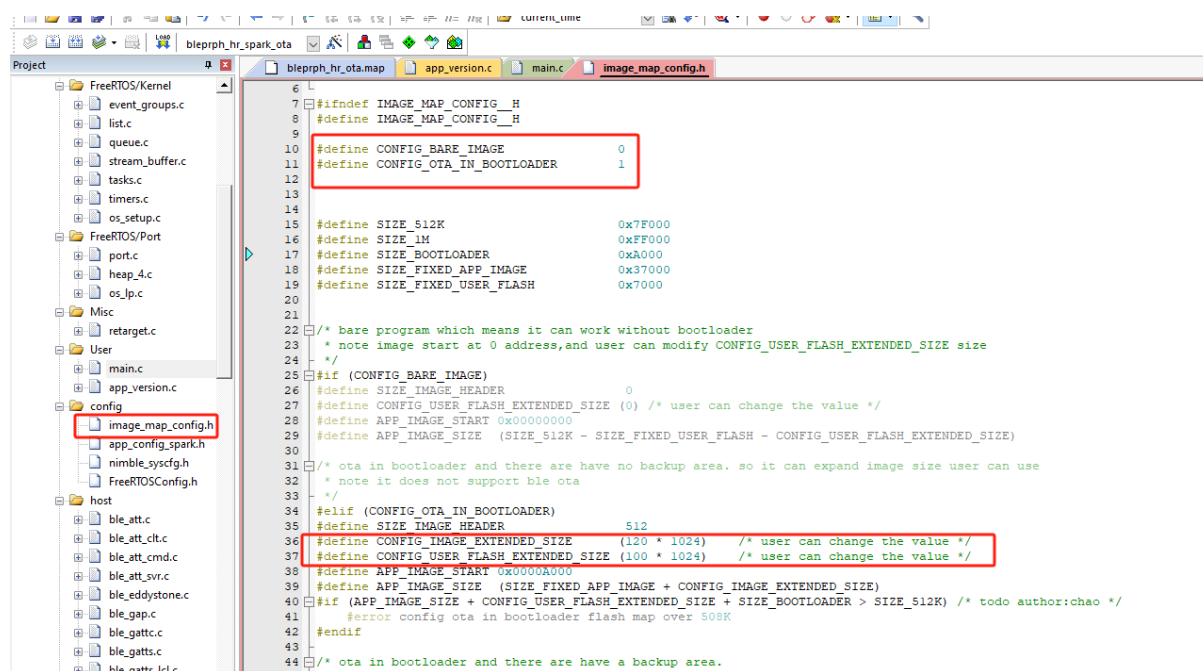 current_time
bleprph_hr_spark_ota
Project
FreeRTOS/Kernel
event_groups.c
list.c
queue.c
stream_buffer.c
tasks.c
timers.c
os_setup.c
FreeRTOS/Port
port.c
heap_4.c
os_lp.c
Misc
retarget.c
User
main.c
app_version.c
config
image_map_config.h
app_config_spark.h
nimble_syscfg.h
FreeRTOSConfig.h
host
ble_att.c
ble_att_clt.c
ble_att_cmd.c
ble_att_svr.c
ble_eddystone.c
ble_gap.c
ble_gattc.c
ble_gatts.c
ble_gatts_lcl.c
bleprph_hr_ota.map app_version.c main.c image_map_config.h
6
7 #ifndef IMAGE_MAP_CONFIG__H
8 #define IMAGE_MAP_CONFIG__H
9
10 #define CONFIG_BARE_IMAGE 0
11 #define CONFIG_OTA_IN_BOOTLOADER 1
12
13
14
15 #define SIZE_512K 0x7F000
16 #define SIZE_1M 0xFF000
17 #define SIZE_BOOTLOADER 0xA000
18 #define SIZE_FIXED_APP_IMAGE 0x37000
19 #define SIZE_FIXED_USER_FLASH 0x7000
20
21
22 /* bare program which means it can work without bootloader
23 * note image start at 0 address,and user can modify CONFIG_USER_FLASH_EXTENDED_SIZE size
24 */
25 #if (CONFIG_BARE_IMAGE)
26 #define SIZE_IMAGE_HEADER 0
27 #define CONFIG_USER_FLASH_EXTENDED_SIZE (0) /* user can change the value */
28 #define APP_IMAGE_START 0x00000000
29 #define APP_IMAGE_SIZE (SIZE_512K - SIZE_FIXED_USER_FLASH - CONFIG_USER_FLASH_EXTENDED_SIZE)
30
31 /* ota in bootloader and there are have no backup area. so it can expand image size user can use
32 * note it does not support ble ota
33 */
34 #elif (CONFIG_OTA_IN_BOOTLOADER)
35 #define SIZE_IMAGE_HEADER 512
36 #define CONFIG_IMAGE_EXTENDED_SIZE (120 * 1024) /* user can change the value */
37 #define CONFIG_USER_FLASH_EXTENDED_SIZE (100 * 1024) /* user can change the value */
38 #define APP_IMAGE_START 0x0000A000
39 #define APP_IMAGE_SIZE (SIZE_FIXED_APP_IMAGE + CONFIG_IMAGE_EXTENDED_SIZE)
40 #if (APP_IMAGE_SIZE + CONFIG_USER_FLASH_EXTENDED_SIZE + SIZE_BOOTLOADER > SIZE_512K) /* todo author:chao */
41 #error config ota in bootloader flash map over 508K
42 #endif
43
44 /* ota in bootloader and there are have a backup area.